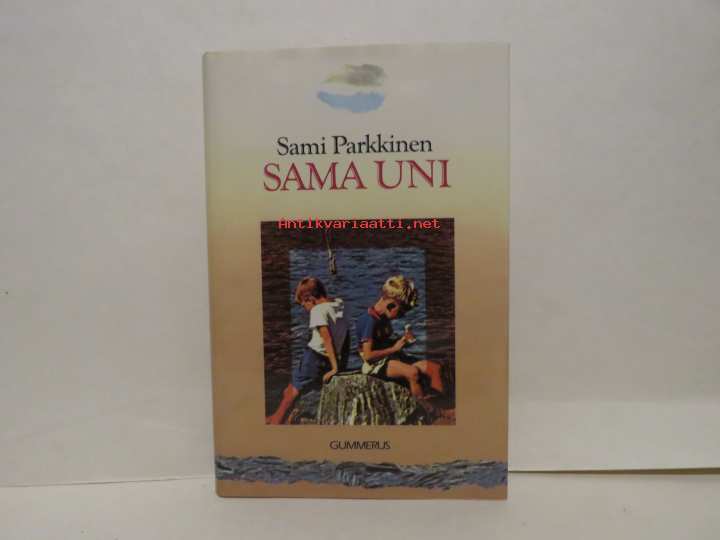 Sami Parkkinen
SAMA UNI
Antikvariaatti.net
GUMMERUS